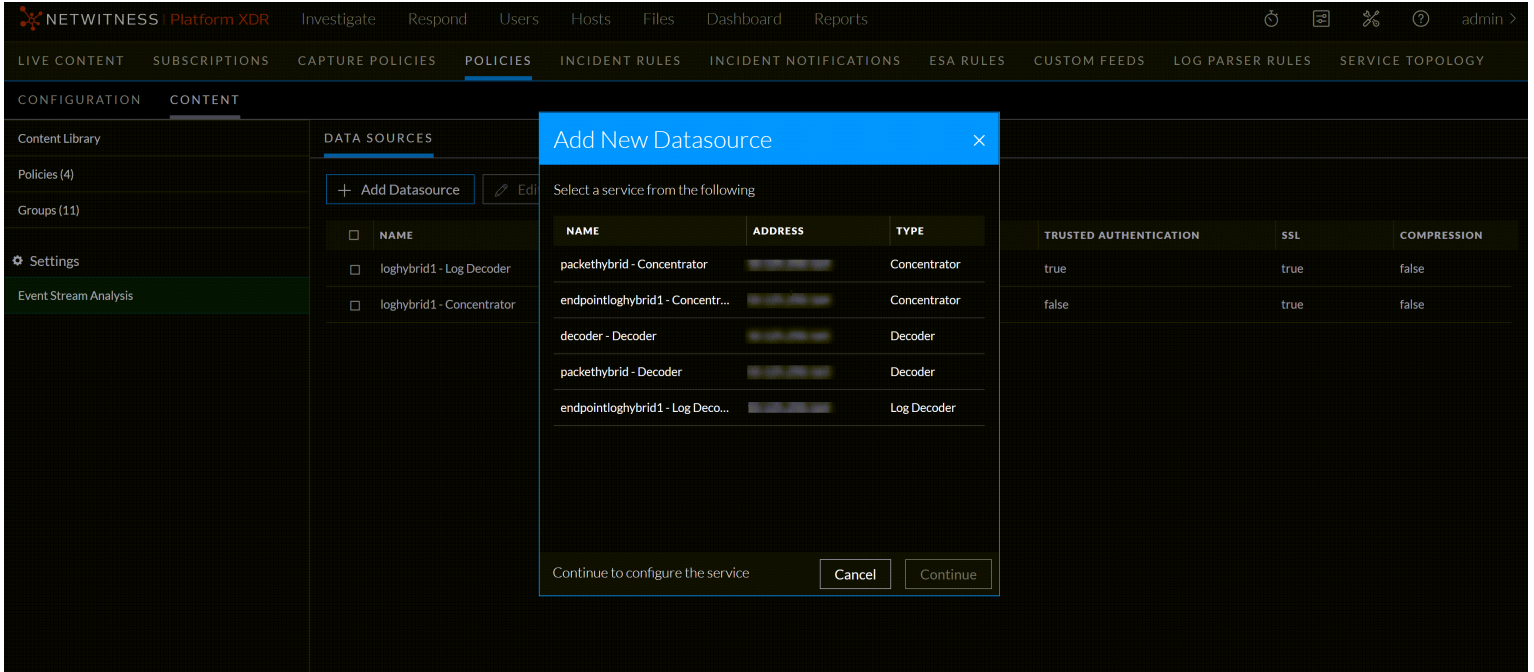 NETWITNESS Platform XDR Investigate Respond Users Hosts Files Dashboard Reports admin >
LIVE CONTENT SUBSCRIPTIONS CAPTURE POLICIES POLICIES INCIDENT RULES INCIDENT NOTIFICATIONS ESA RULES CUSTOM FEEDS LOG PARSER RULES SERVICE TOPOLOGY
CONFIGURATION CONTENT
Content Library
Policies (4)
Groups (11)
Settings
Event Stream Analysis
DATA SOURCES
+ Add Datasource Edi
NAME TRUSTED AUTHENTICATION SSL COMPRESSION
loghybrid1 - Log Decoder true true false
loghybrid1 - Concentrator false true false
Add New Datasource ×
Select a service from the following
NAME ADDRESS TYPE
packethybrid - Concentrator Concentrator
endpointloghybrid1 - Concentr... Concentrator
decoder - Decoder Decoder
packethybrid - Decoder Decoder
endpointloghybrid1 - Log Deco... Log Decoder
Continue to configure the service Cancel Continue